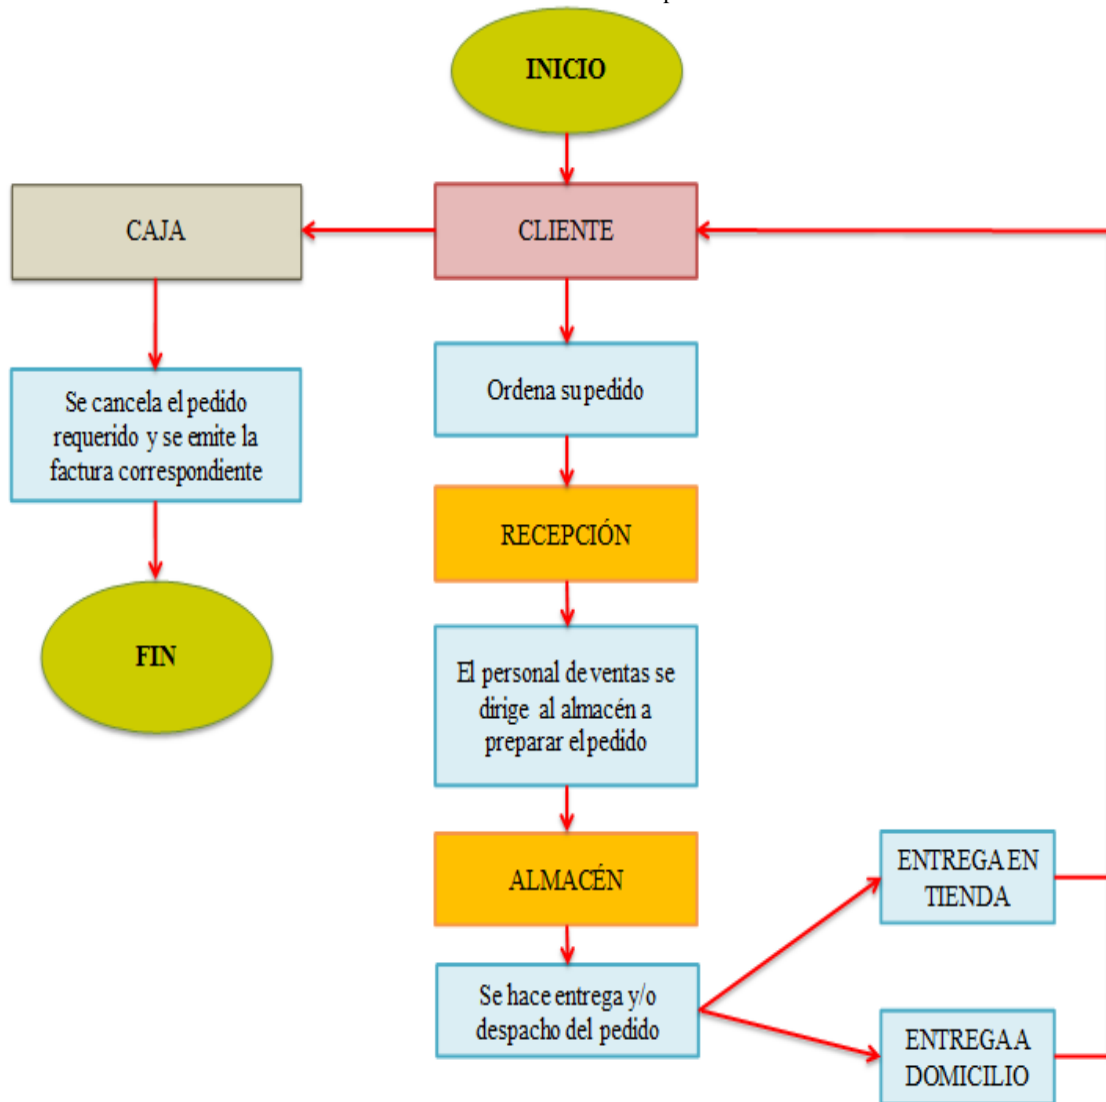 INICIO
CAJA
CLIENTE
Se cancela el pedido
requerido y se emite la
factura correspondiente
FIN
Ordena su pedido
RECEPCIÓN
El personal de ventas se
dirige al almacén a
preparar el pedido
ALMACÉN
Se hace entrega y/o
despacho del pedido
ENTREGA EN
TIENDA
ENTREGA A
DOMICILIO